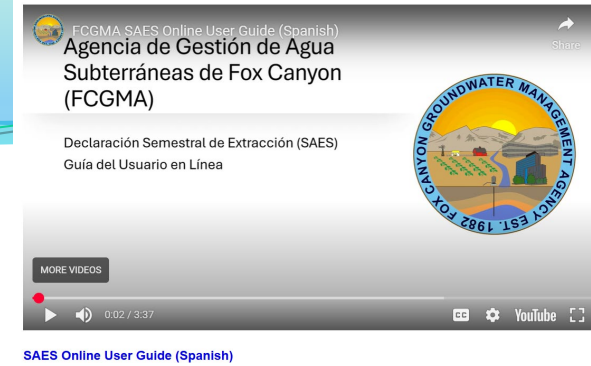 FCGMA SAES Online User Guide (Spanish)
Share
Agencia de Gestión de Agua
Subterráneas de Fox Canyon
(FCGMA)
Declaración Semestral de Extracción (SAES)
Guía del Usuario en Línea
FOX CANYON GROUNDWATER MANAGEMENT AGENCY EST. 1982
MORE VIDEOS
0:02 / 3:37
CC
YouTube
SAES Online User Guide (Spanish)